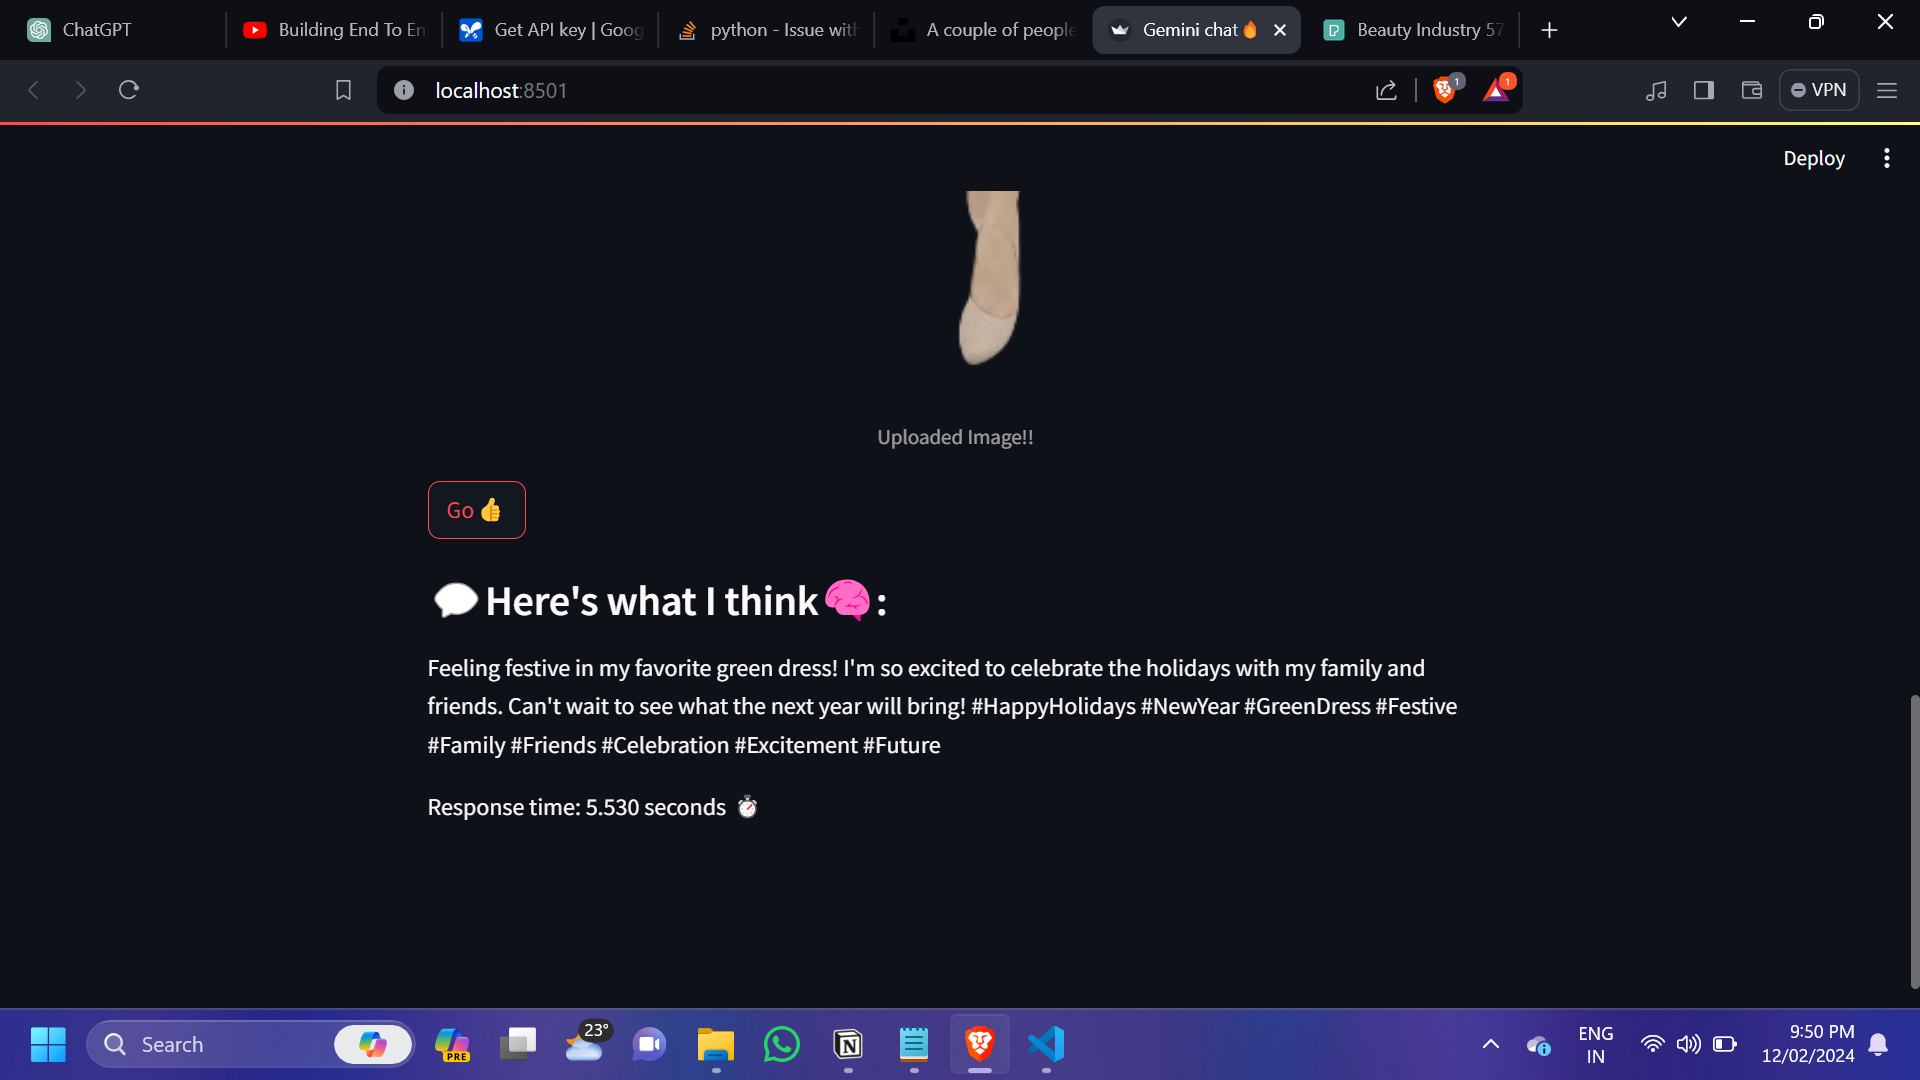 ChatGPT
Building End To En
Get API key | Goog
python - Issue with
A couple of people
Gemini chat🔥
Beauty Industry 57
localhost:8501
1
1
VPN
Deploy
Uploaded Image!!
Go 👍
💬Here's what I think🧠:
Feeling festive in my favorite green dress! I'm so excited to celebrate the holidays with my family and
friends. Can't wait to see what the next year will bring! #HappyHolidays #NewYear #GreenDress #Festive
#Family #Friends #Celebration #Excitement #Future
Response time: 5.530 seconds ⏱️
Search
PRE
23°
ENG
IN
9:50 PM
12/02/2024